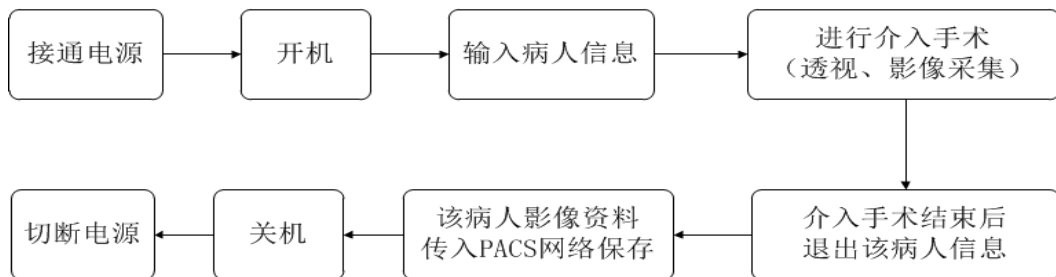 接通电源
开机
输入病人信息
进行介入手术
（透视、影像采集）
介入手术结束后
退出该病人信息
该病人影像资料
传入PACS网络保存
关机
切断电源